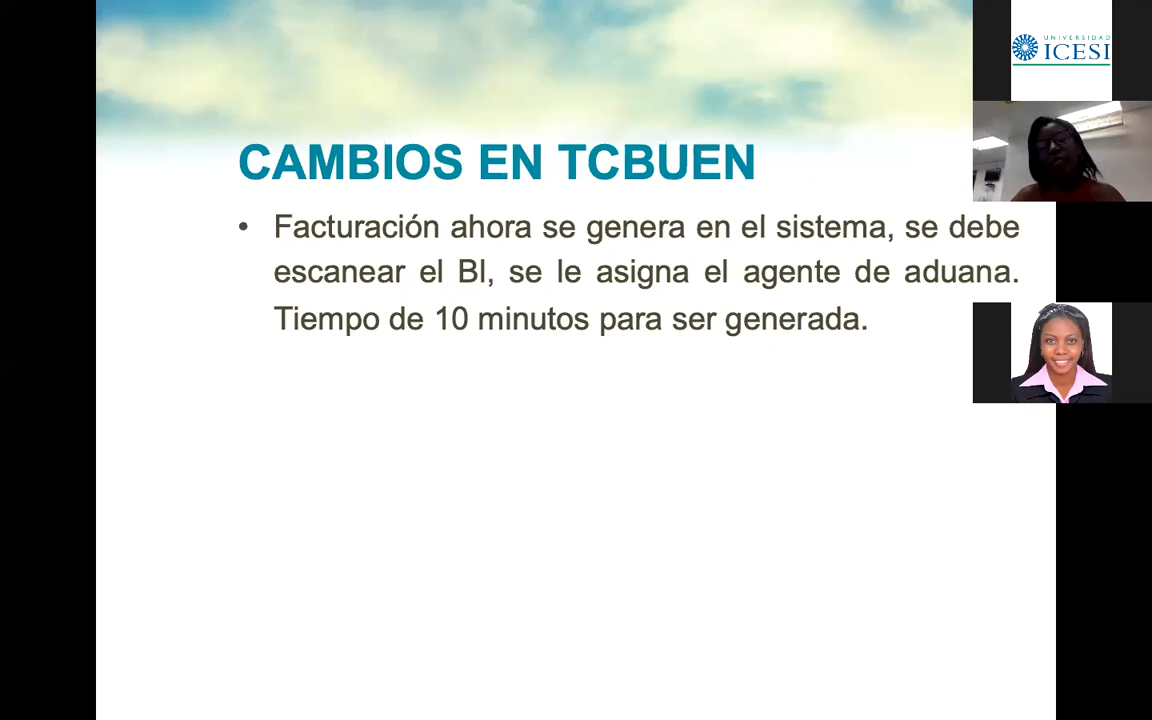 CAMBIOS EN TCBUEN
• Facturación ahora se genera en el sistema, se debe
escanear el Bl, se le asigna el agente de aduana.
Tiempo de 10 minutos para ser generada.
UNIVERSIDAD
ICESI